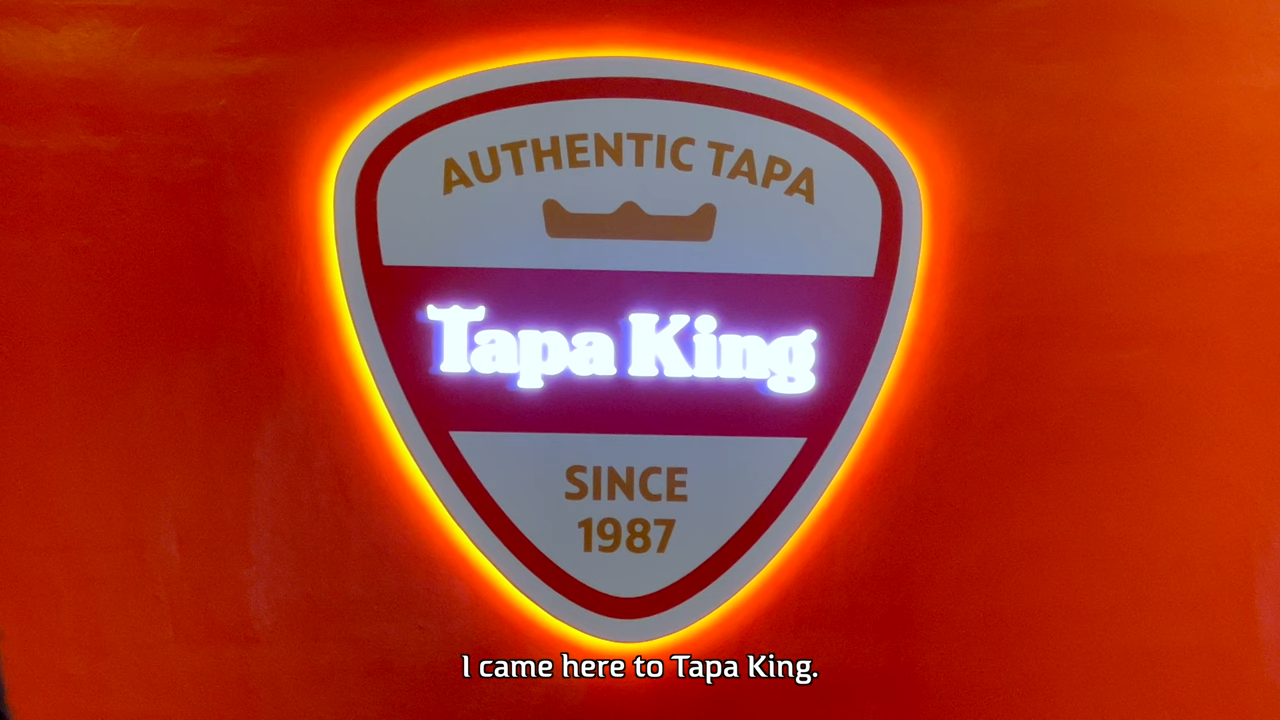 AUTHENTIC TAPA
Tapa King
SINCE
1987
I came here to Tapa King.